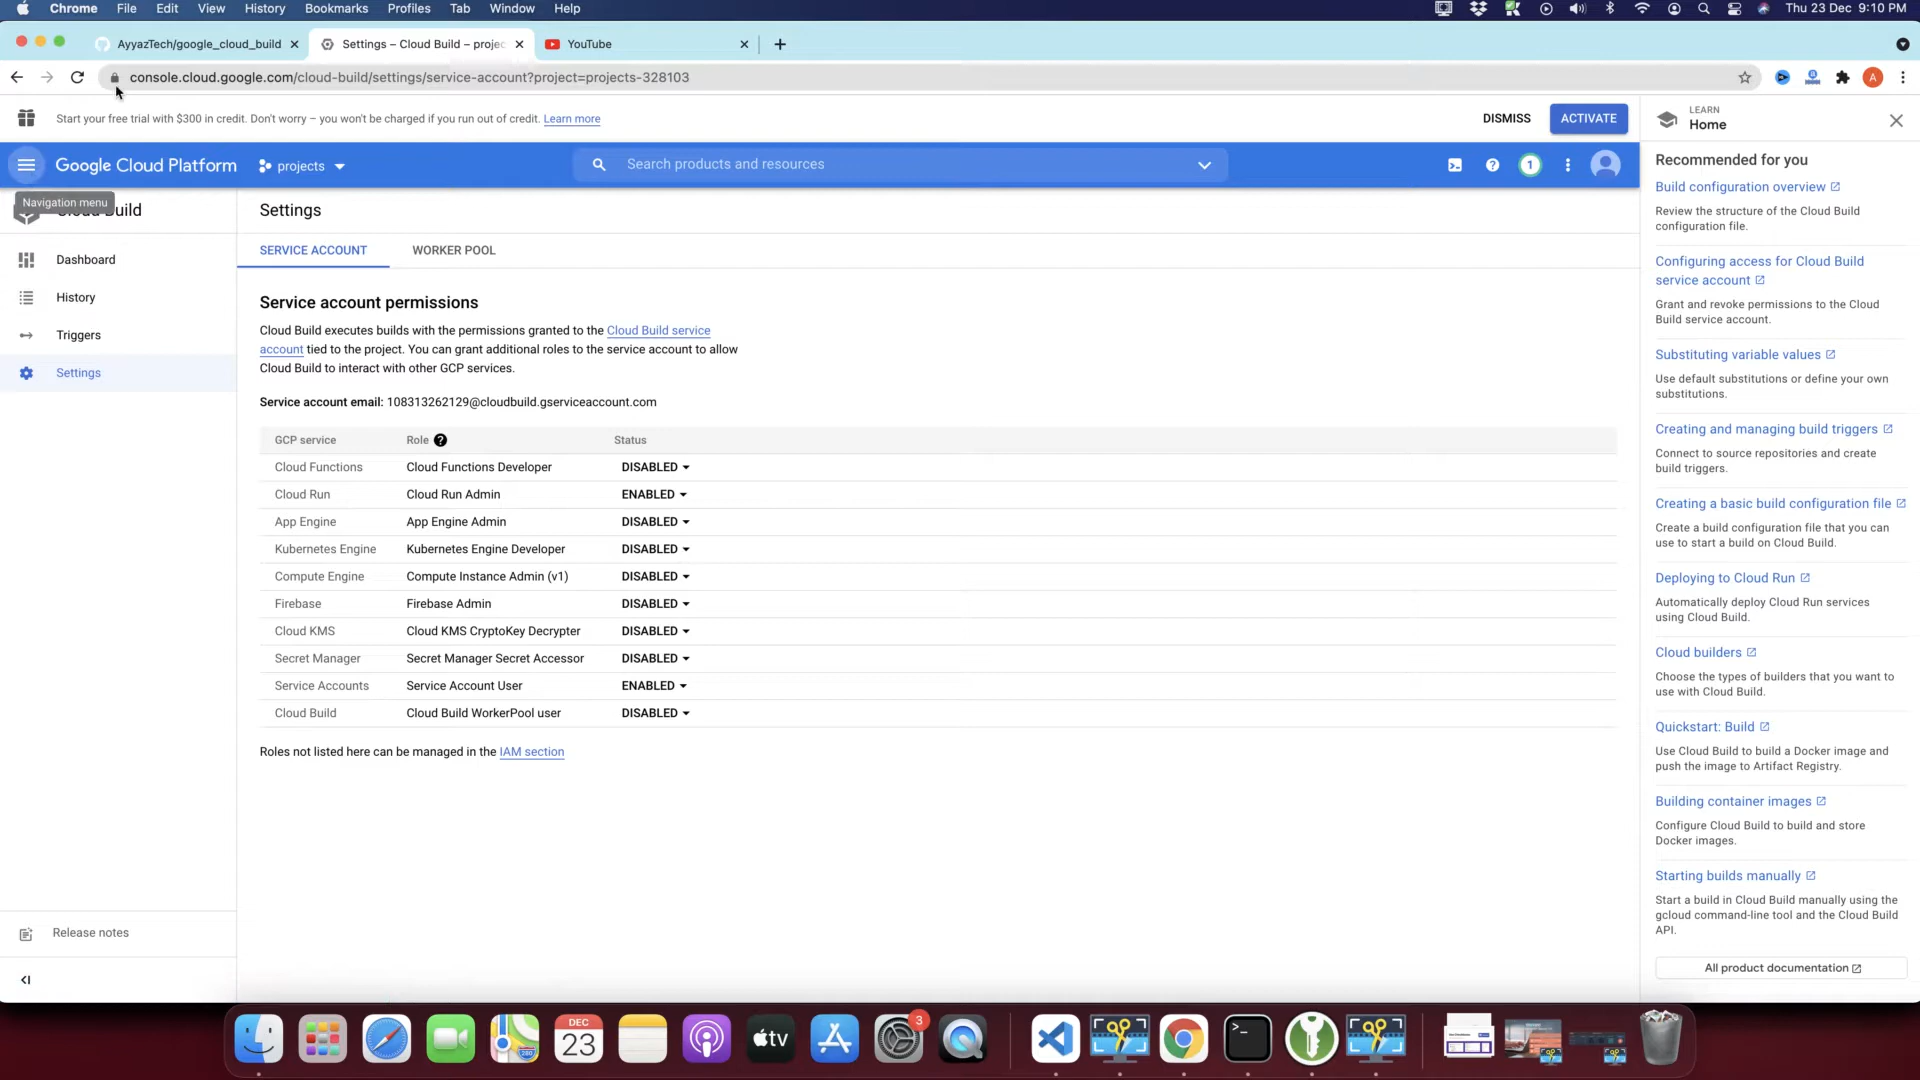 Chrome File Edit View History Bookmarks Profiles Tab Window Help Thu 23 Dec 9:10 PM
AyyazTech/google_cloud_build
Settings – Cloud Build – projec
YouTube
console.cloud.google.com/cloud-build/settings/service-account?project=projects-328103
A
Start your free trial with $300 in credit. Don't worry – you won't be charged if you run out of credit. Learn more
DISMISS
ACTIVATE
Google Cloud Platform
projects
Search products and resources
1
Navigation menu
Dashboard
History
Triggers
Settings
Release notes
Settings
SERVICE ACCOUNT
WORKER POOL
Service account permissions
Cloud Build executes builds with the permissions granted to the Cloud Build service
account tied to the project. You can grant additional roles to the service account to allow
Cloud Build to interact with other GCP services.
Service account email: 108313262129@cloudbuild.gserviceaccount.com
GCP service Role Status
Cloud Functions Cloud Functions Developer DISABLED
Cloud Run Cloud Run Admin ENABLED
App Engine App Engine Admin DISABLED
Kubernetes Engine Kubernetes Engine Developer DISABLED
Compute Engine Compute Instance Admin (v1) DISABLED
Firebase Firebase Admin DISABLED
Cloud KMS Cloud KMS CryptoKey Decrypter DISABLED
Secret Manager Secret Manager Secret Accessor DISABLED
Service Accounts Service Account User ENABLED
Cloud Build Cloud Build WorkerPool user DISABLED
Roles not listed here can be managed in the IAM section
LEARN
Home
Recommended for you
Build configuration overview
Review the structure of the Cloud Build
configuration file.
Configuring access for Cloud Build
service account
Grant and revoke permissions to the Cloud
Build service account.
Substituting variable values
Use default substitutions or define your own
substitutions.
Creating and managing build triggers
Connect to source repositories and create
build triggers.
Creating a basic build configuration file
Create a build configuration file that you can
use to start a build on Cloud Build.
Deploying to Cloud Run
Automatically deploy Cloud Run services
using Cloud Build.
Cloud builders
Choose the types of builders that you want to
use with Cloud Build.
Quickstart: Build
Use Cloud Build to build a Docker image and
push the image to Artifact Registry.
Building container images
Configure Cloud Build to build and store
Docker images.
Starting builds manually
Start a build in Cloud Build manually using the
gcloud command-line tool and the Cloud Build
API.
All product documentation
280
DEC
23
tv
3